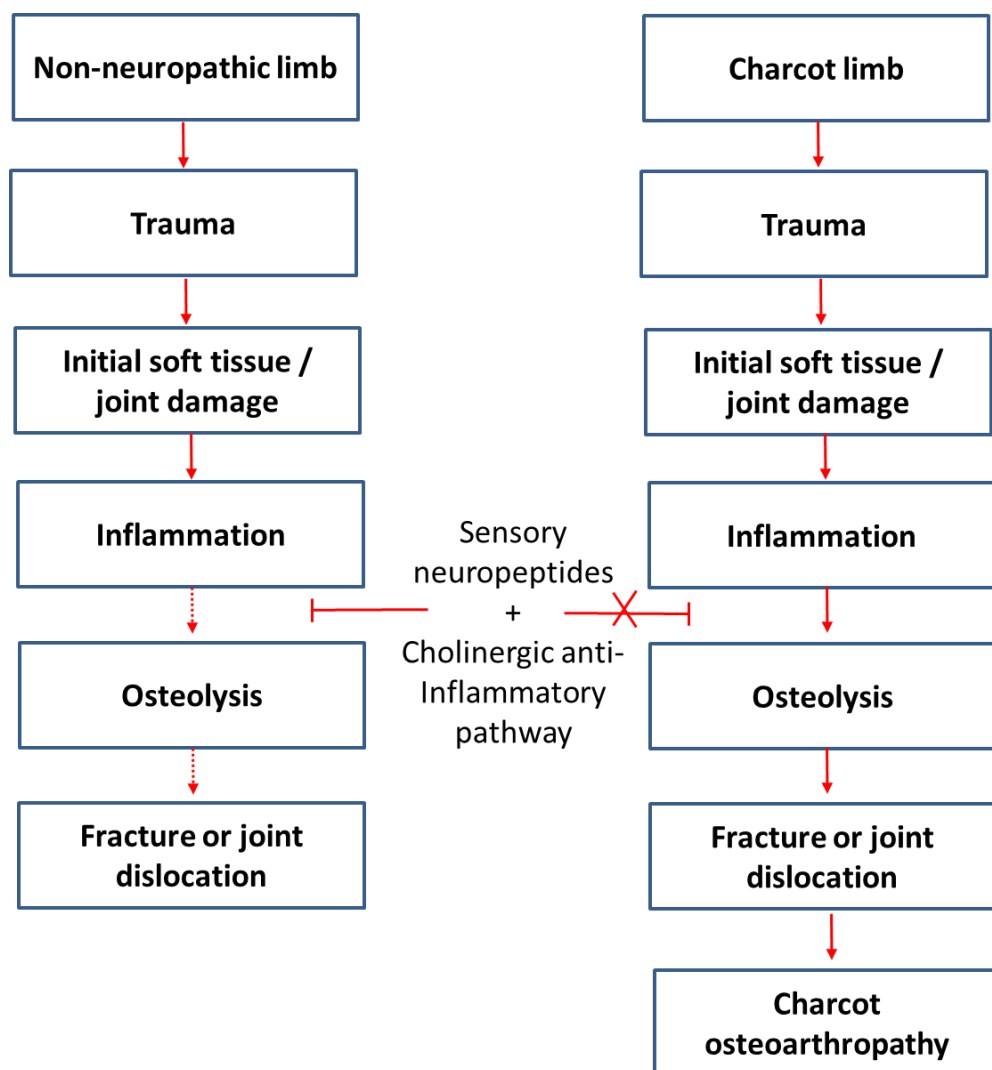 Non-neuropathic limb
Trauma
Initial soft tissue /
joint damage
Inflammation
Osteolysis
Fracture or joint
dislocation
Sensory
neuropeptides
+
Cholinergic anti-
Inflammatory
pathway
Charcot limb
Trauma
Initial soft tissue /
joint damage
Inflammation
Osteolysis
Fracture or joint
dislocation
Charcot
osteoarthropathy